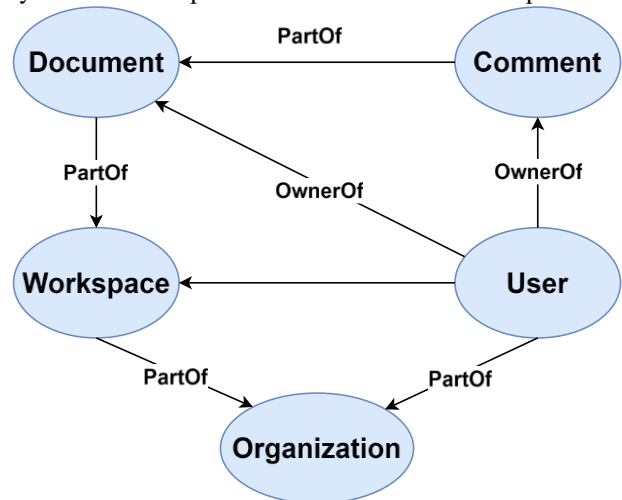 PartOf
Document
Comment
PartOf
OwnerOf
OwnerOf
Workspace
User
PartOf
PartOf
Organization